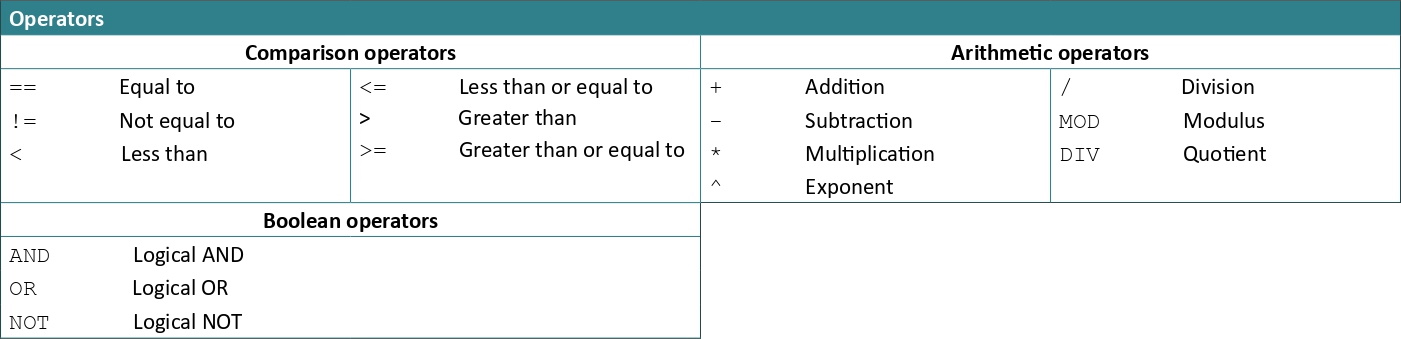 Operators
Comparison operators
Arithmetic operators
== Equal to
!= Not equal to
< Less than
<= Less than or equal to
> Greater than
>= Greater than or equal to
+ Addition
- Subtraction
* Multiplication
^ Exponent
/ Division
MOD Modulus
DIV Quotient
Boolean operators
AND Logical AND
OR Logical OR
NOT Logical NOT